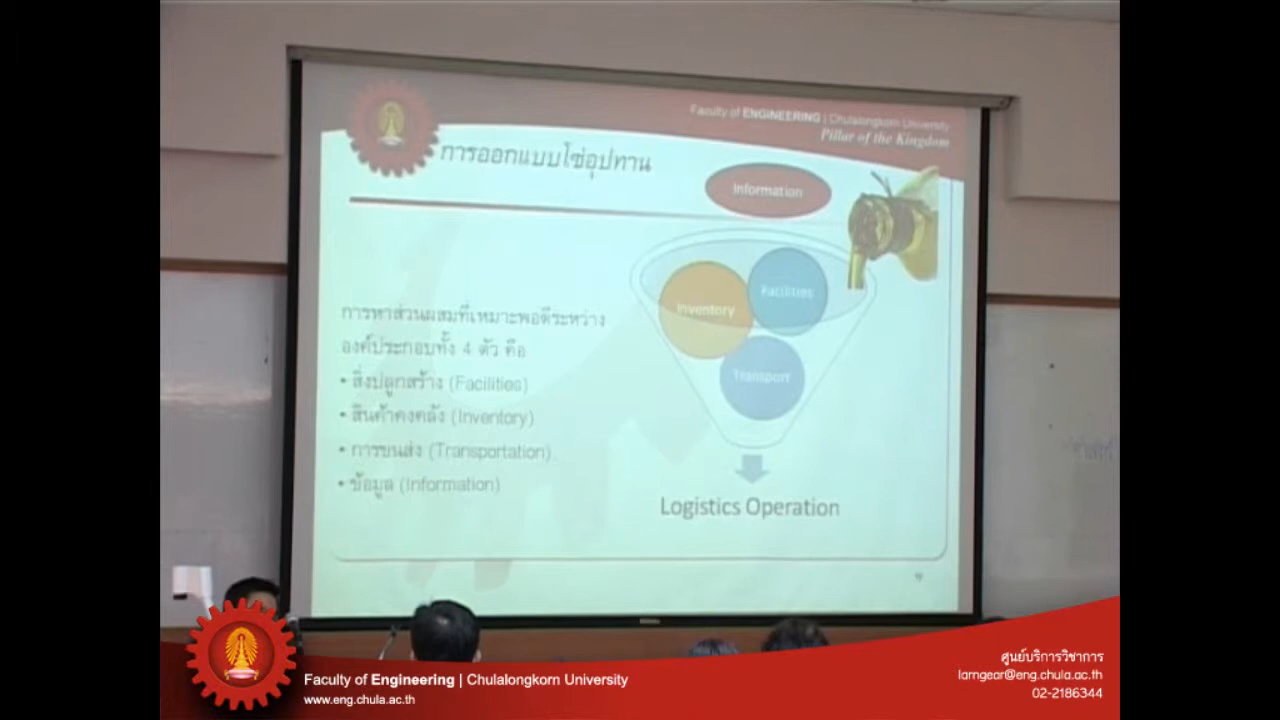 Faculty of ENGINEERING | Chulalongkorn University
Pillar of the Kingdom
การออกแบบโซ่อุปทาน
Information
Facilities
Inventory
Transport
การหาส่วนผสมที่เหมาะพอดีระหว่าง
องค์ประกอบทั้ง 4 ตัว คือ
• สิ่งปลูกสร้าง (Facilities)
• สินค้าคงคลัง (Inventory)
• การขนส่ง (Transportation)
• ข้อมูล (Information)
Logistics Operation
ศูนย์บริการวิชาการ
larngear@eng.chula.ac.th
02-2186344
Faculty of Engineering | Chulalongkorn University
www.eng.chula.ac.th